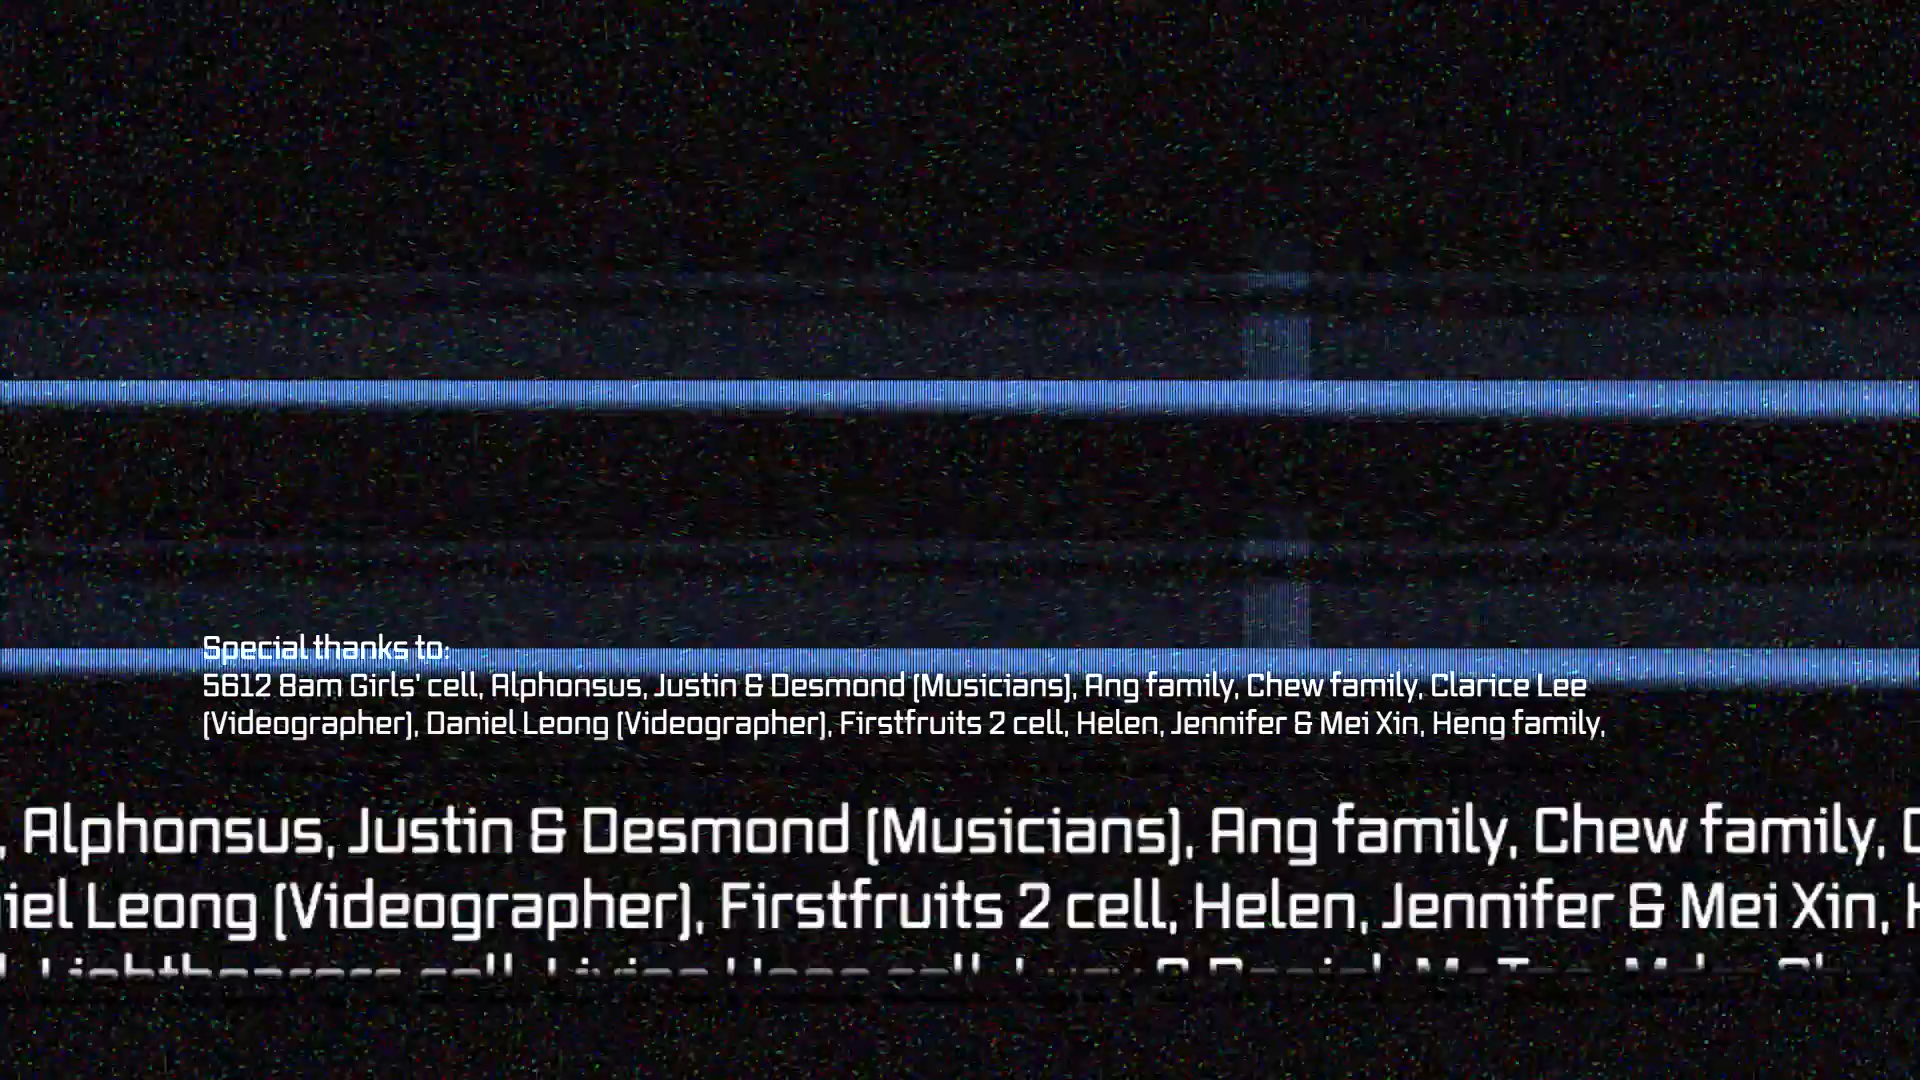 Special thanks to:
5612 8am Girls' cell, Alphonsus, Justin & Desmond (Musicians), Ang family, Chew family, Clarice Lee
(Videographer), Daniel Leong (Videographer), Firstfruits 2 cell, Helen, Jennifer & Mei Xin, Heng family,
, Alphonsus, Justin & Desmond (Musicians), Ang family, Chew family,
Leong (Videographer), Firstfruits 2 cell, Helen, Jennifer & Mei Xin,